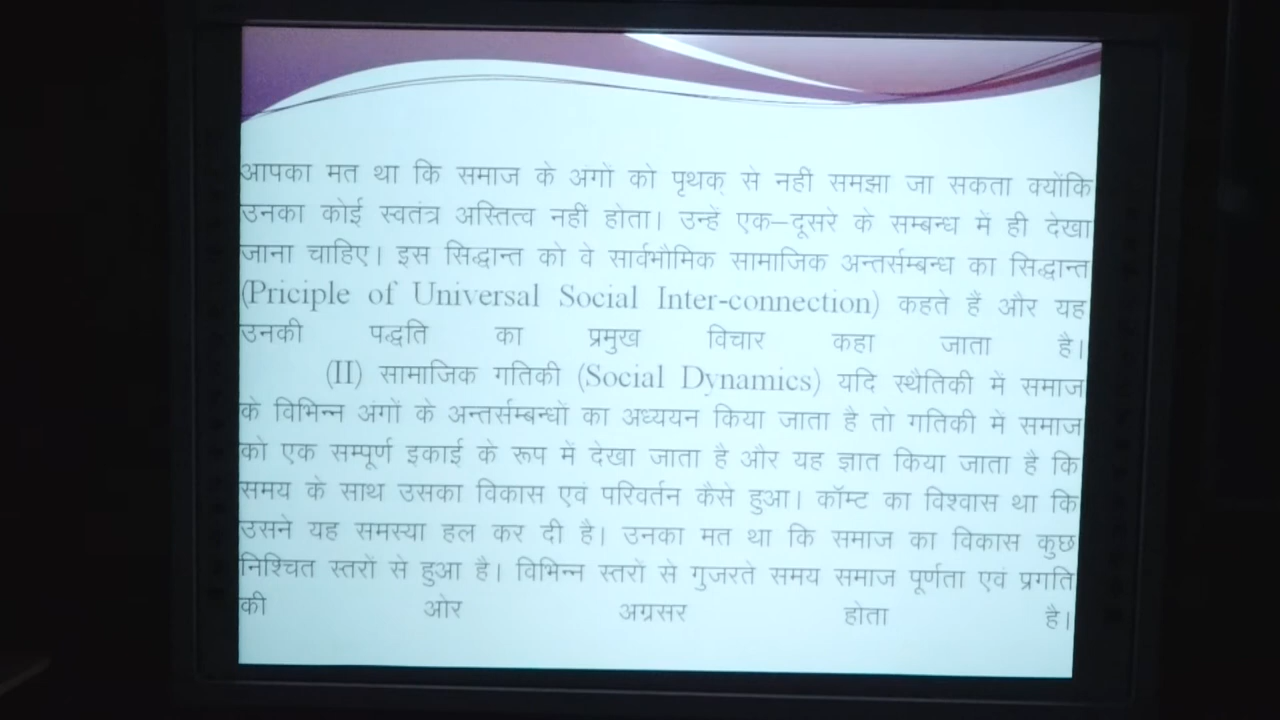 आपका मत था कि समाज के अंगों को पृथक् से नहीं समझा जा सकता क्योंकि
उनका कोई स्वतंत्र अस्तित्व नहीं होता। उन्हें एक–दूसरे के सम्बन्ध में ही देखा
जाना चाहिए। इस सिद्धान्त को वे सार्वभौमिक सामाजिक अन्तर्सम्बन्ध का सिद्धान्त
(Priciple of Universal Social Inter-connection) कहते हैं और यह
उनकी पद्धति का प्रमुख विचार कहा जाता है।
(II) सामाजिक गतिकी (Social Dynamics) यदि स्थैतिकी में समाज
के विभिन्न अंगों के अन्तर्सम्बन्धों का अध्ययन किया जाता है तो गतिकी में समाज
को एक सम्पूर्ण इकाई के रूप में देखा जाता है और यह ज्ञात किया जाता है कि
समय के साथ उसका विकास एवं परिवर्तन कैसे हुआ। कॉम्ट का विश्वास था कि
उसने यह समस्या हल कर दी है। उनका मत था कि समाज का विकास कुछ
निश्चित स्तरों से हुआ है। विभिन्न स्तरों से गुजरते समय समाज पूर्णता एवं प्रगति
की ओर अग्रसर होता है।